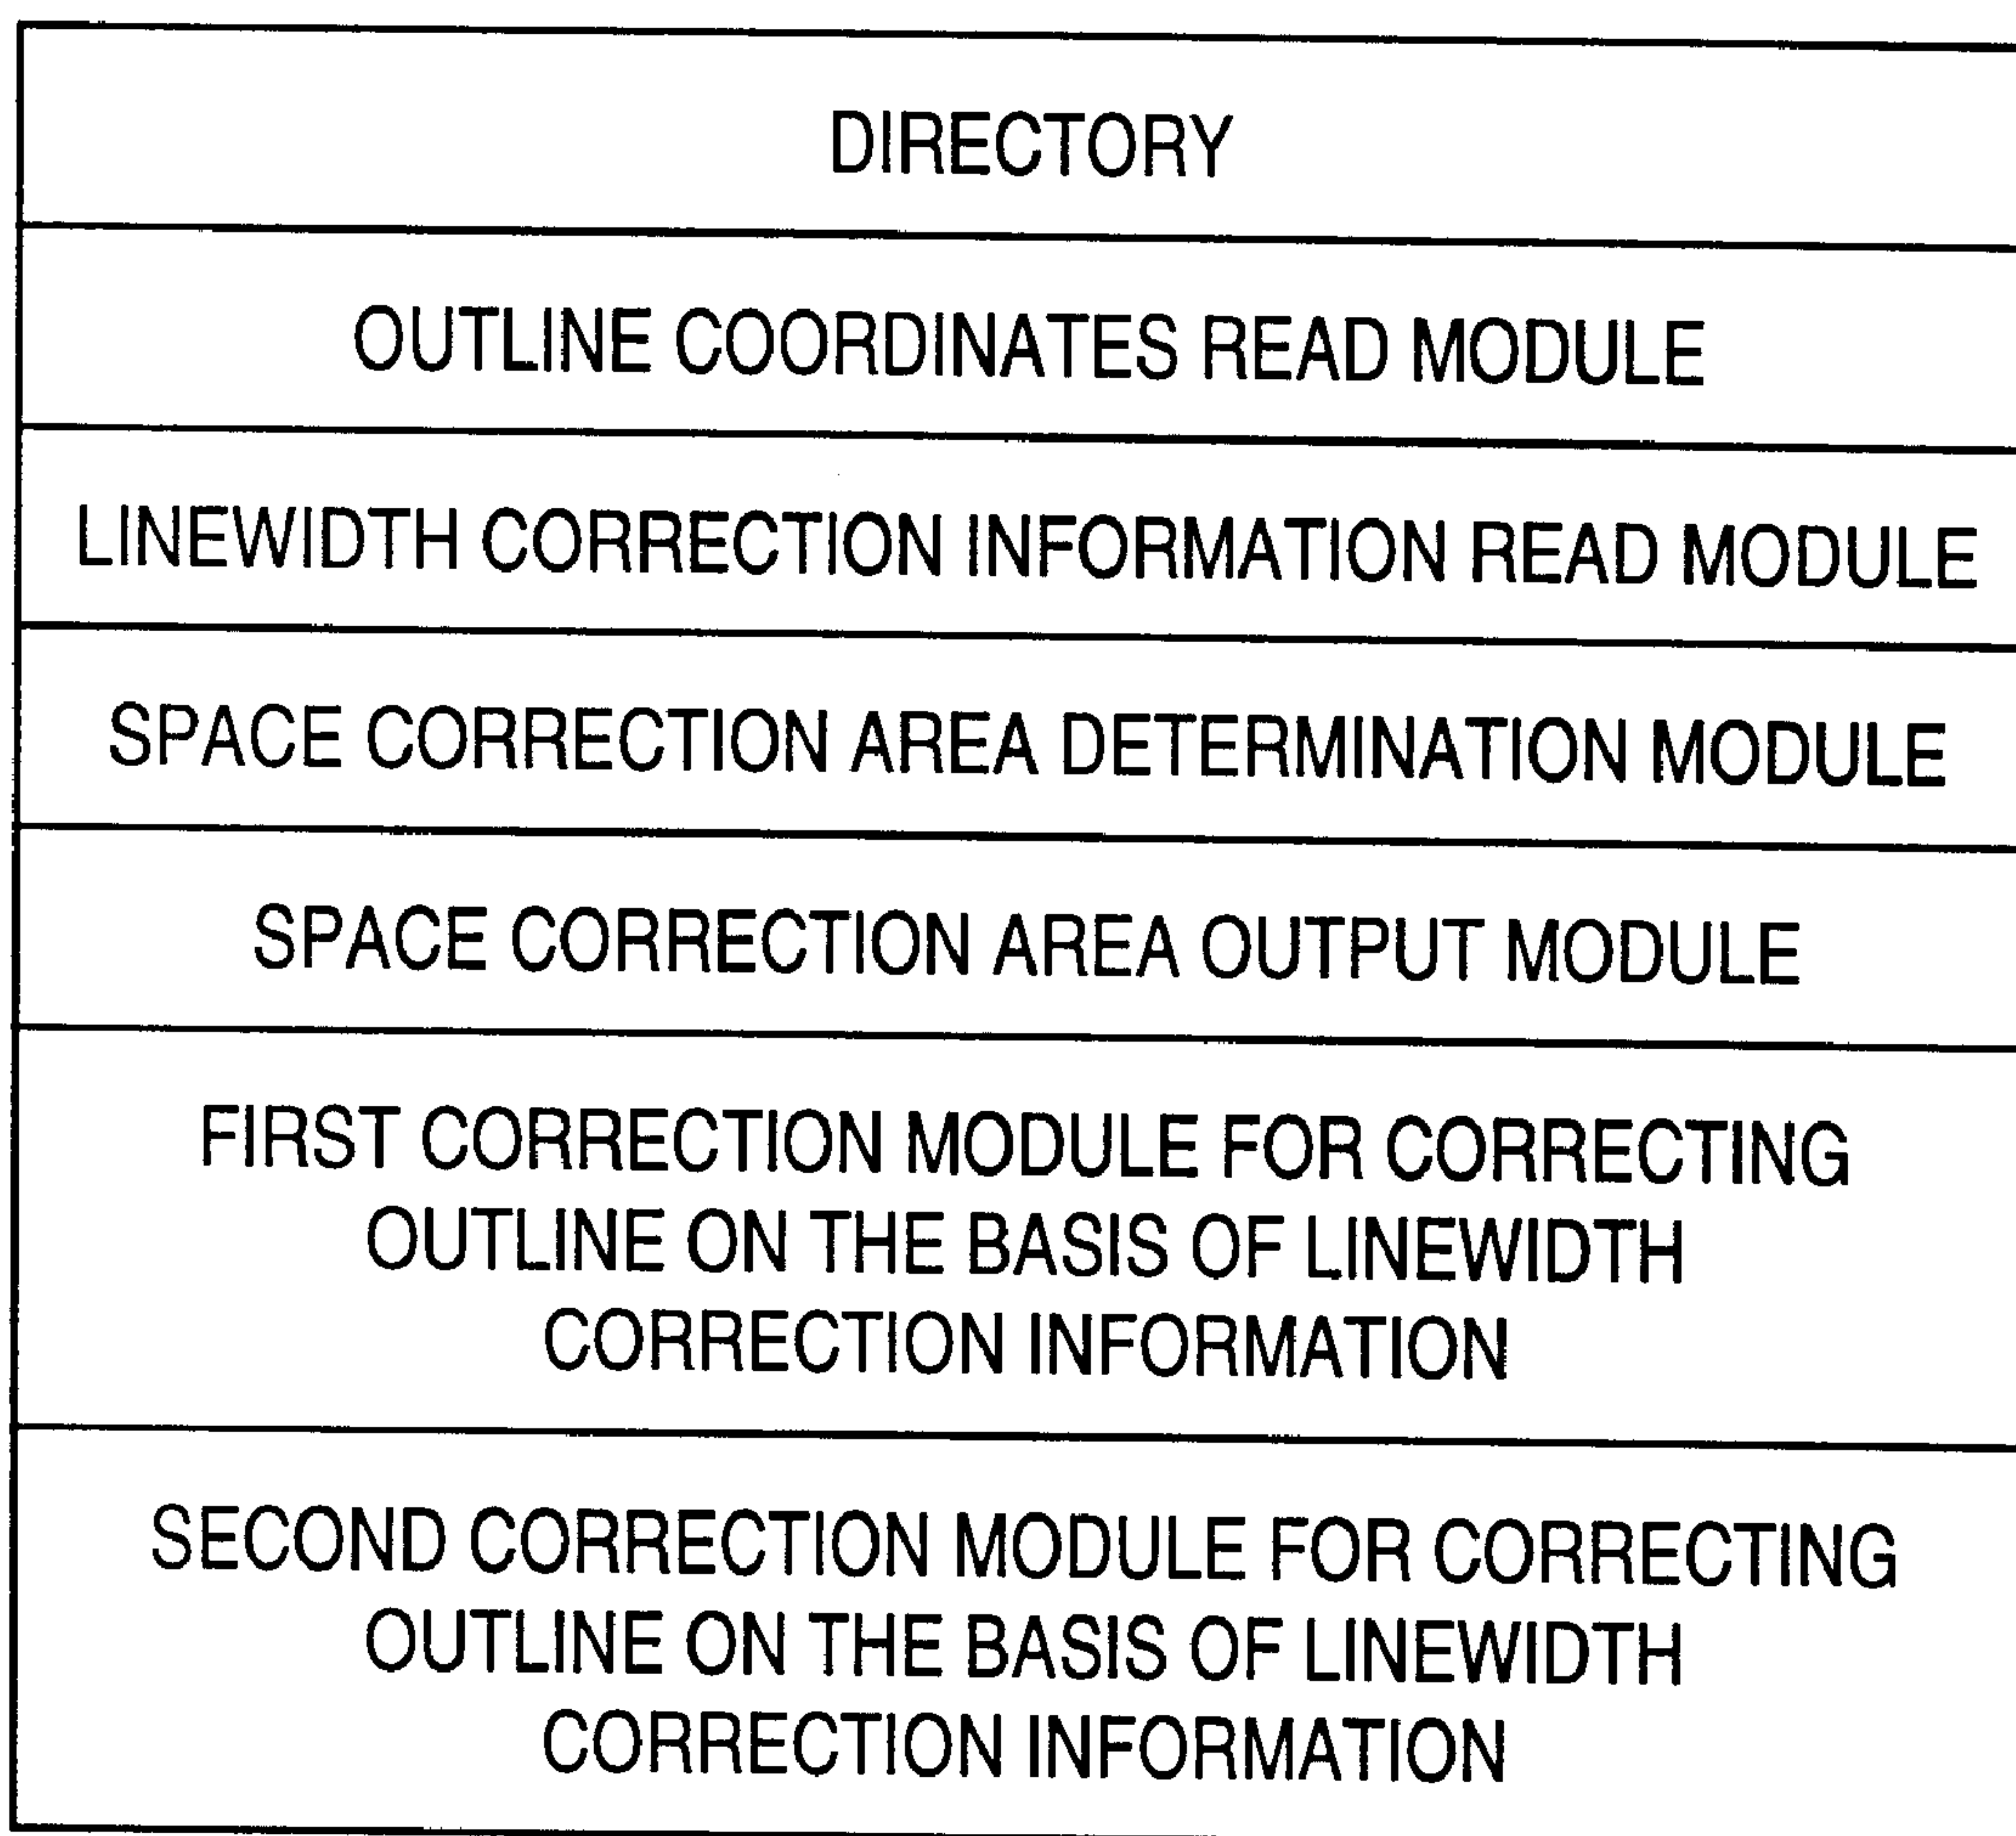 DIRECTORY
OUTLINE COORDINATES READ MODULE
LINEWIDTH CORRECTION INFORMATION READ MODULE
SPACE CORRECTION AREA DETERMINATION MODULE
SPACE CORRECTION AREA OUTPUT MODULE
FIRST CORRECTION MODULE FOR CORRECTING
OUTLINE ON THE BASIS OF LINEWIDTH
CORRECTION INFORMATION
SECOND CORRECTION MODULE FOR CORRECTING
OUTLINE ON THE BASIS OF LINEWIDTH
CORRECTION INFORMATION